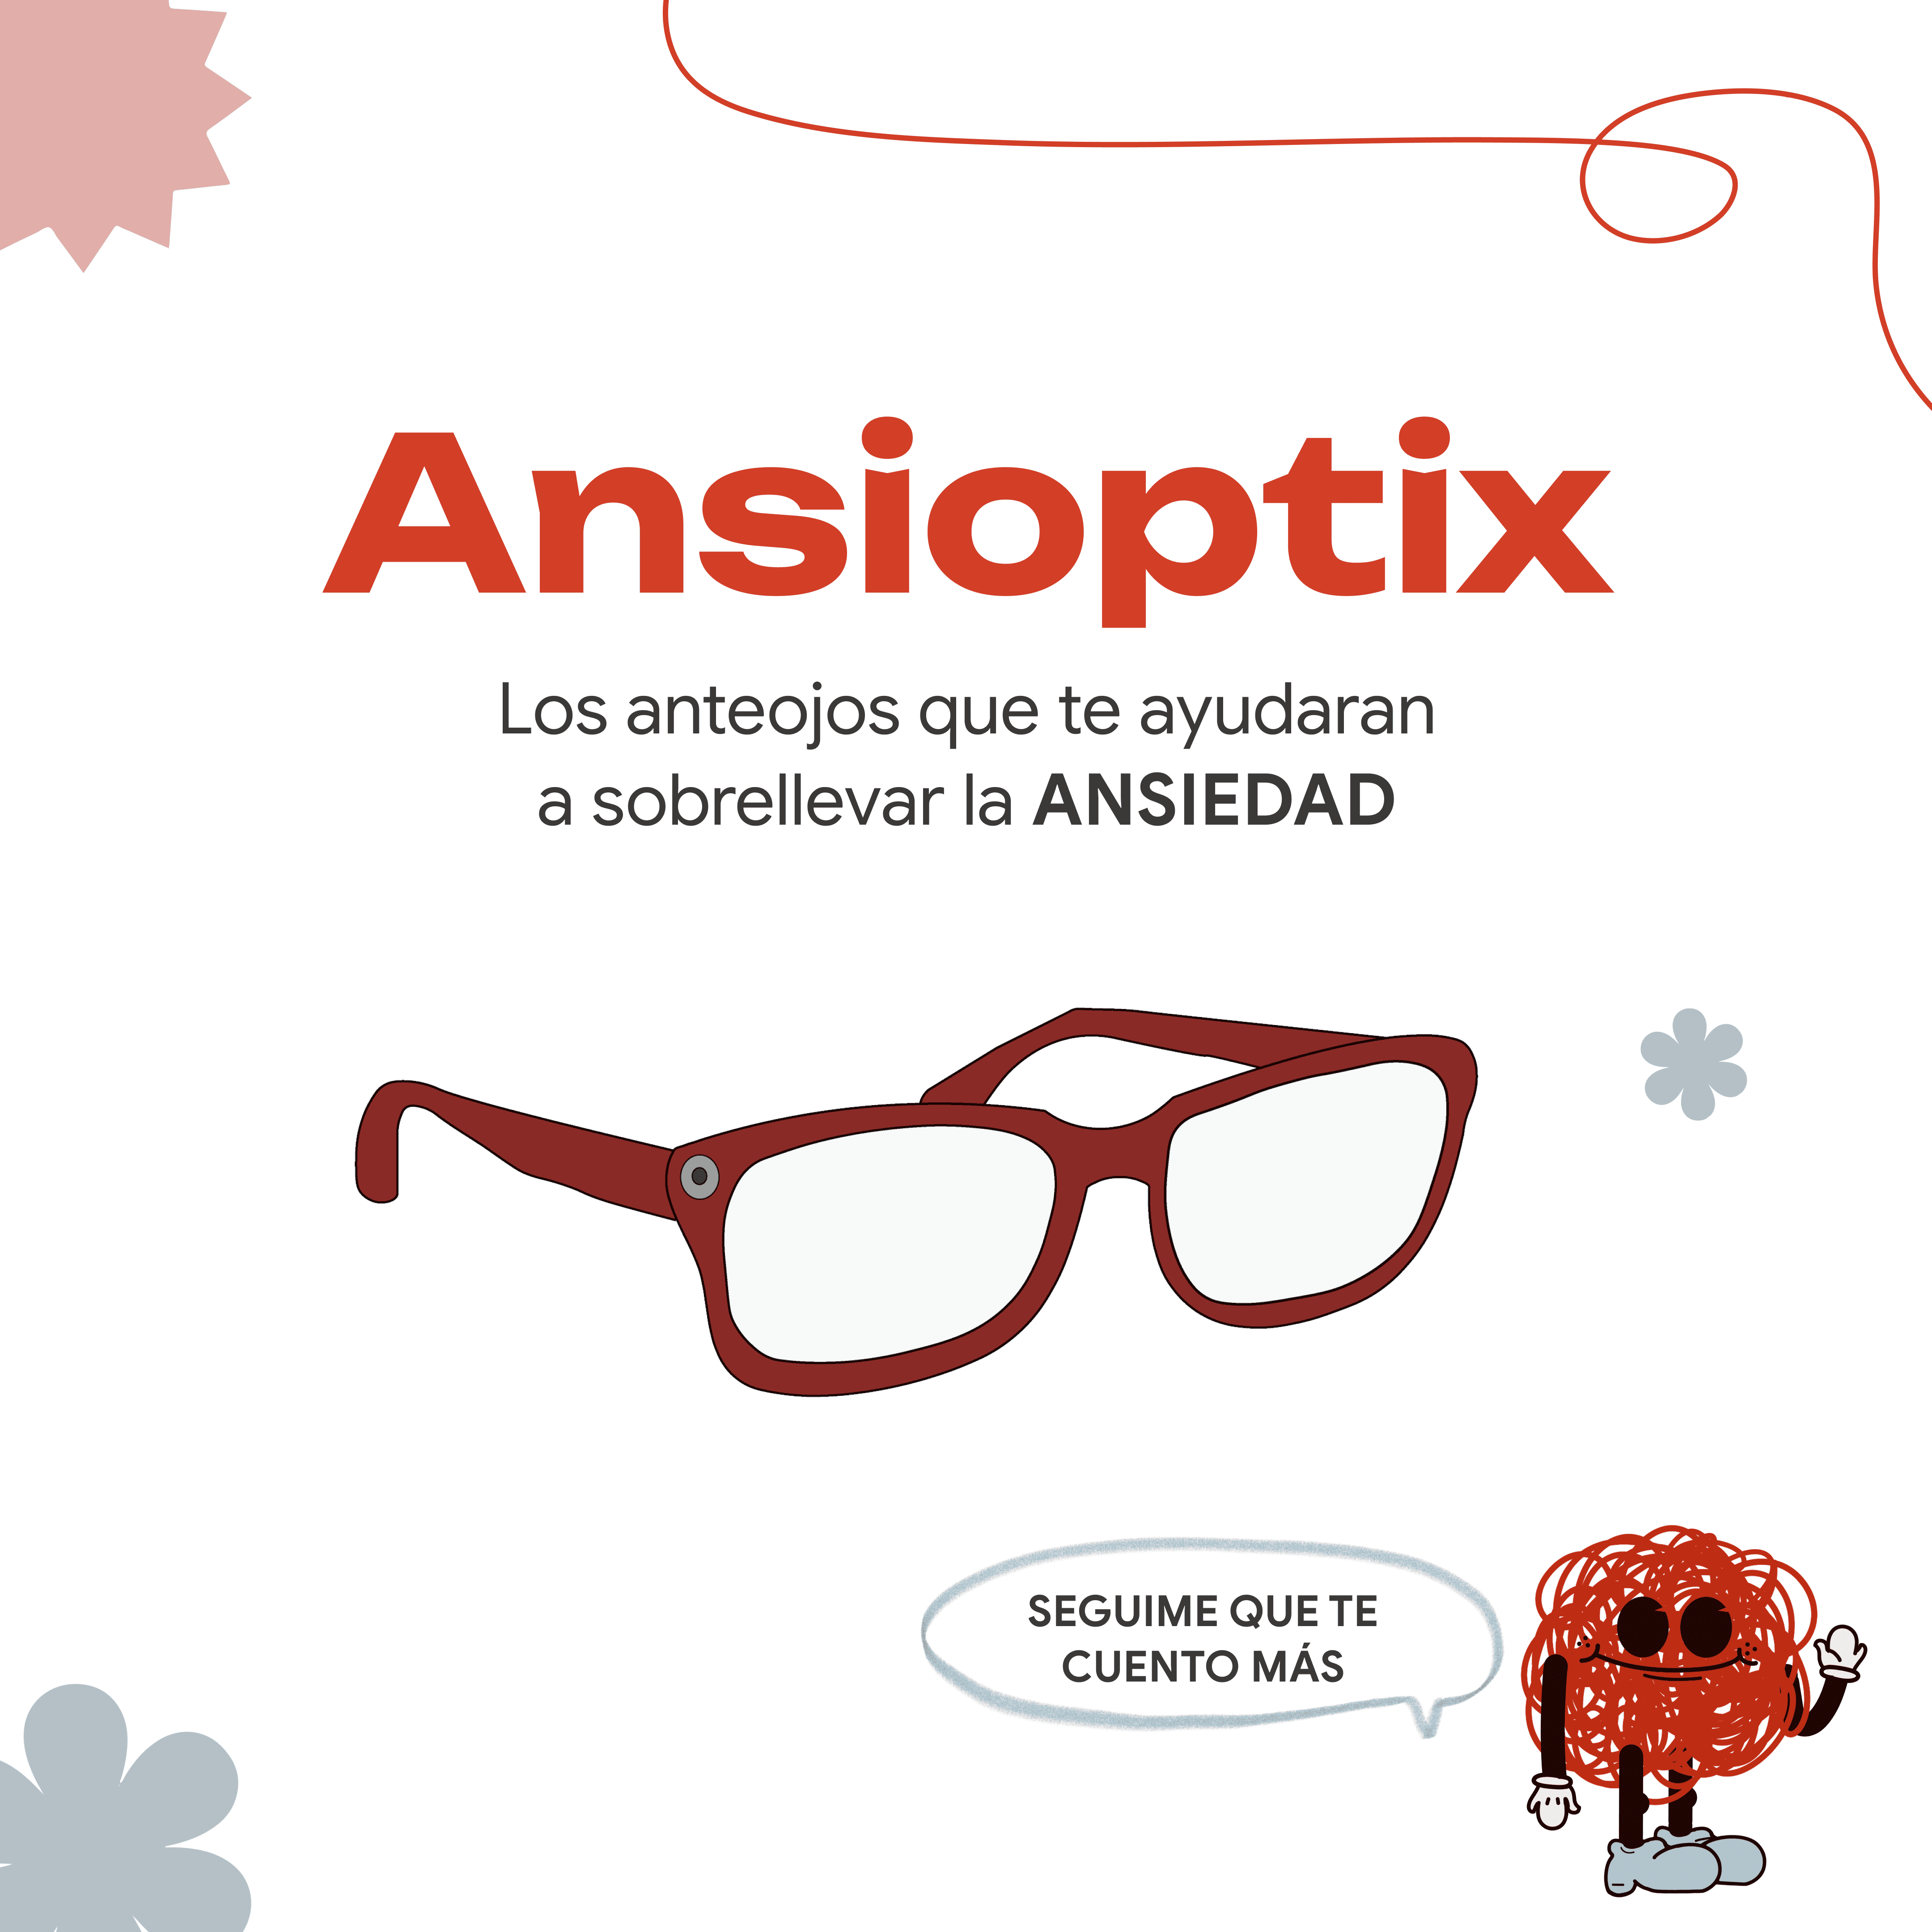 Ansioptix
Los anteojos que te ayudaran
a sobrellevar la ANSIEDAD
SEGUIME QUE TE
CUENTO MÁS